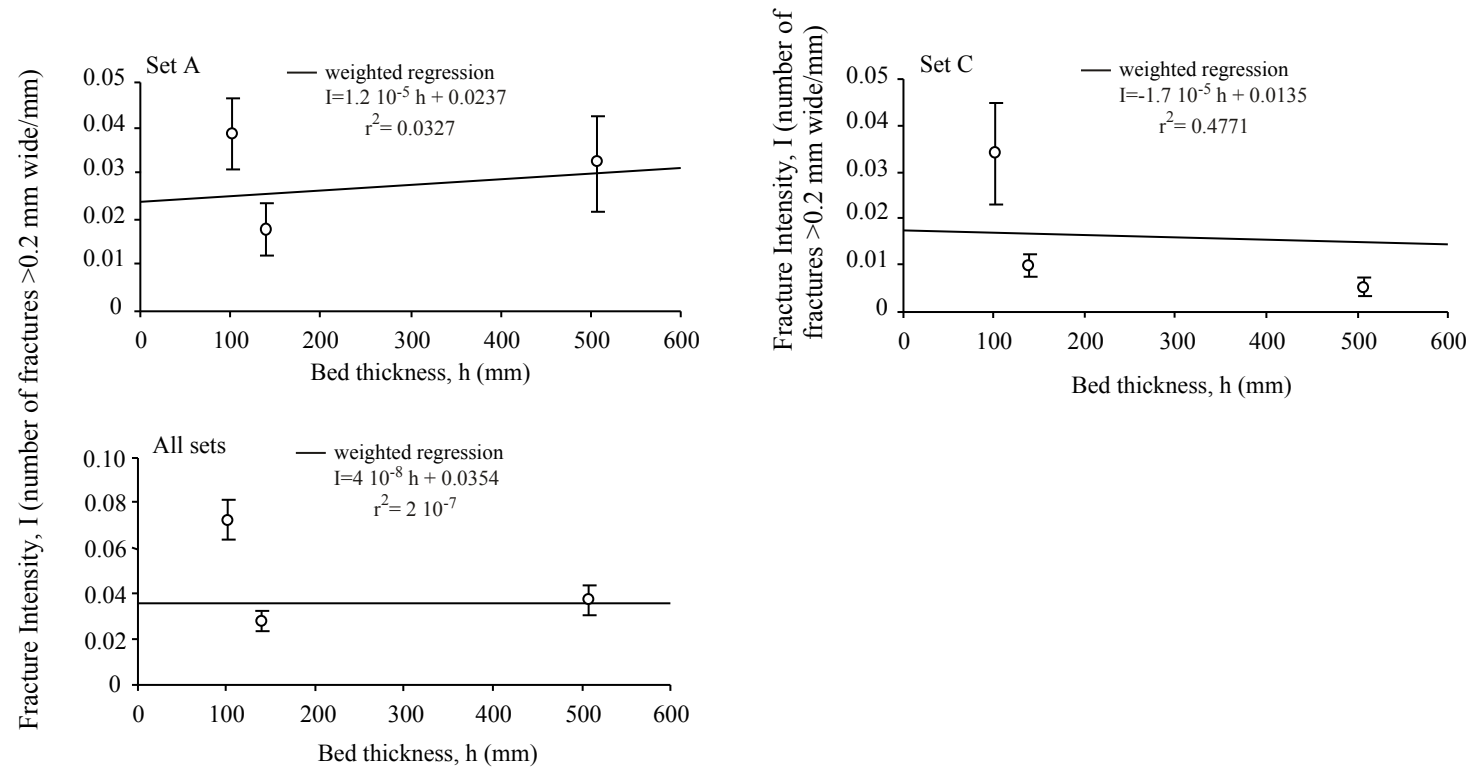 Fracture Intensity, I (number of fractures >0.2 mm wide/mm)
Set A
weighted regression
I=1.2 10⁻⁵ h + 0.0237
r²= 0.0327
0.05
0.04
0.03
0.02
0.01
0
0 100 200 300 400 500 600
Bed thickness, h (mm)
Fracture Intensity, I (number of
fractures >0.2 mm wide/mm)
Set C
weighted regression
I=-1.7 10⁻⁵ h + 0.0135
r²= 0.4771
0.05
0.04
0.03
0.02
0.01
0
0 100 200 300 400 500 600
Bed thickness, h (mm)
All sets
weighted regression
I=4 10⁻⁸ h + 0.0354
r²= 2 10⁻⁷
0.10
0.08
0.06
0.04
0.02
0
0 100 200 300 400 500 600
Bed thickness, h (mm)